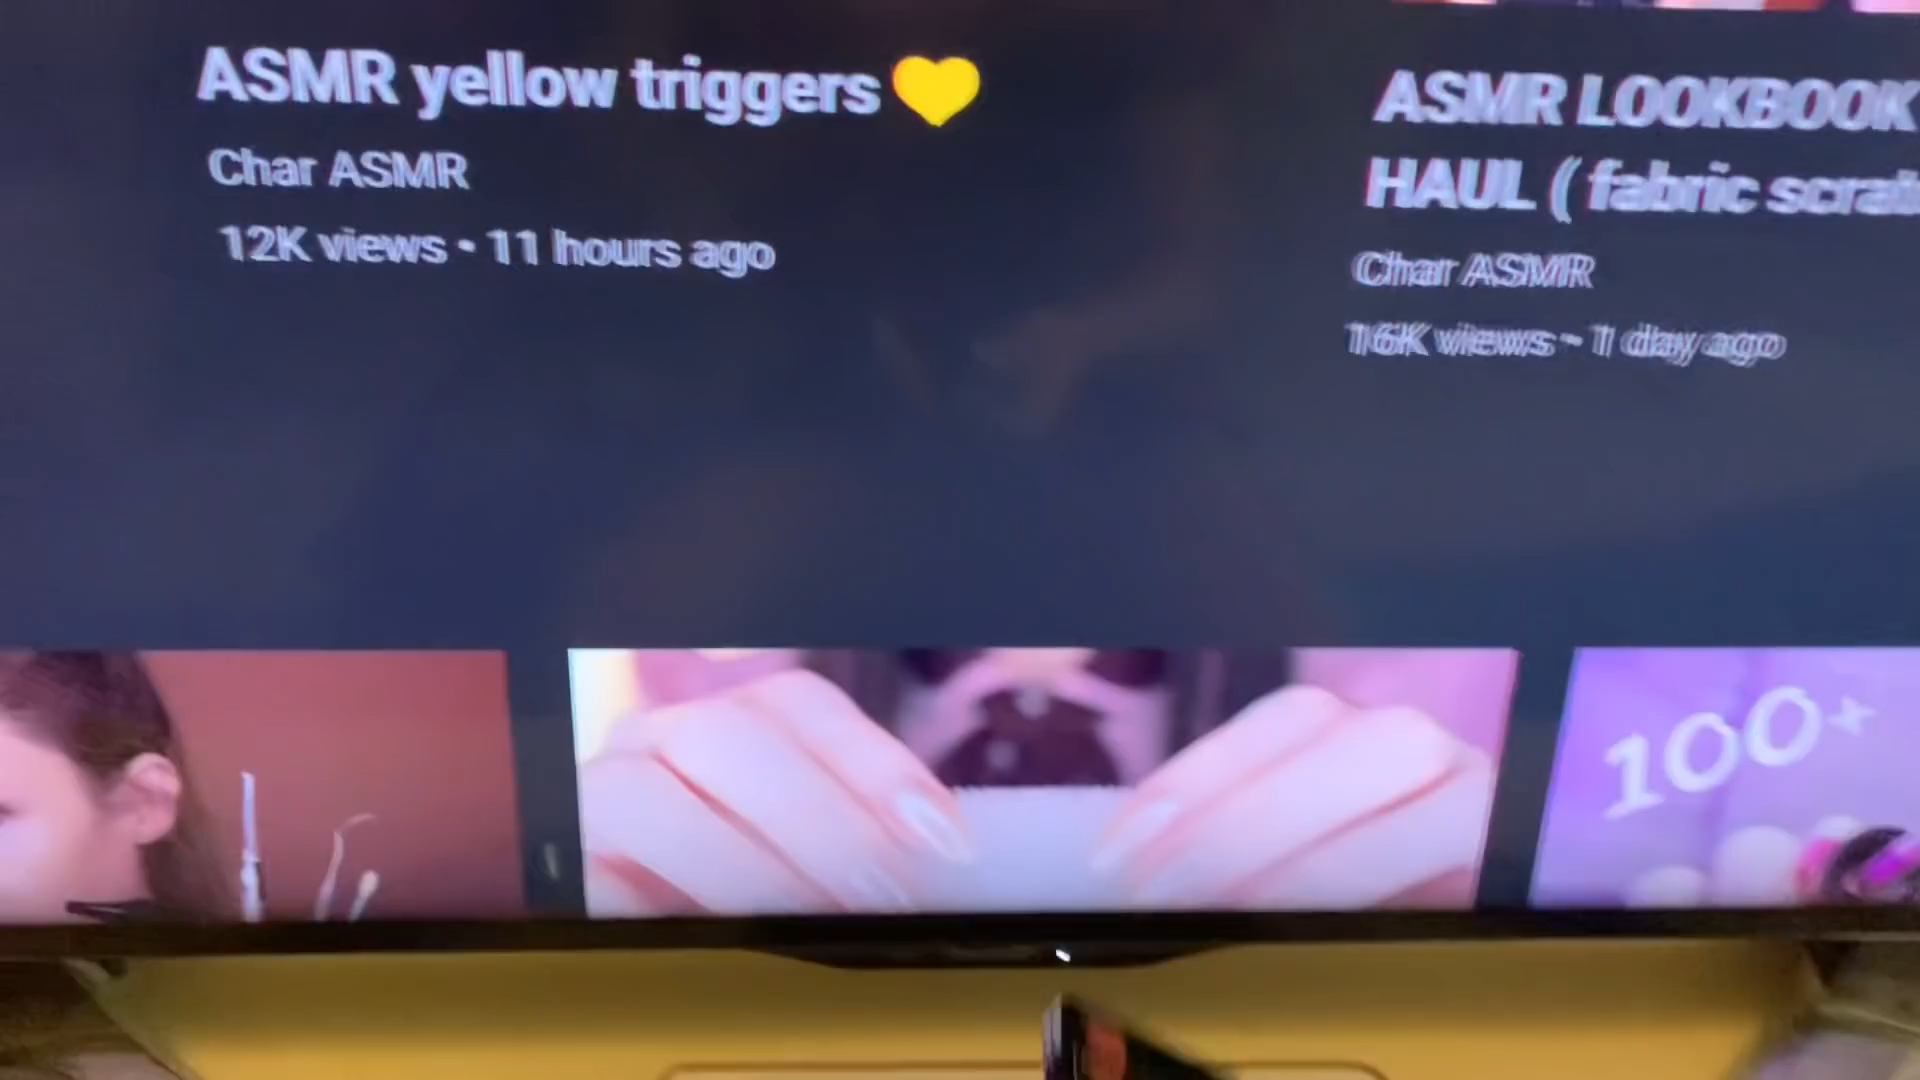 ASMR yellow triggers 💛
Char ASMR
12K views • 11 hours ago
ASMR LOOKBOOK
HAUL ( fabric
Char ASMR
16K views • 1 day ago
100+